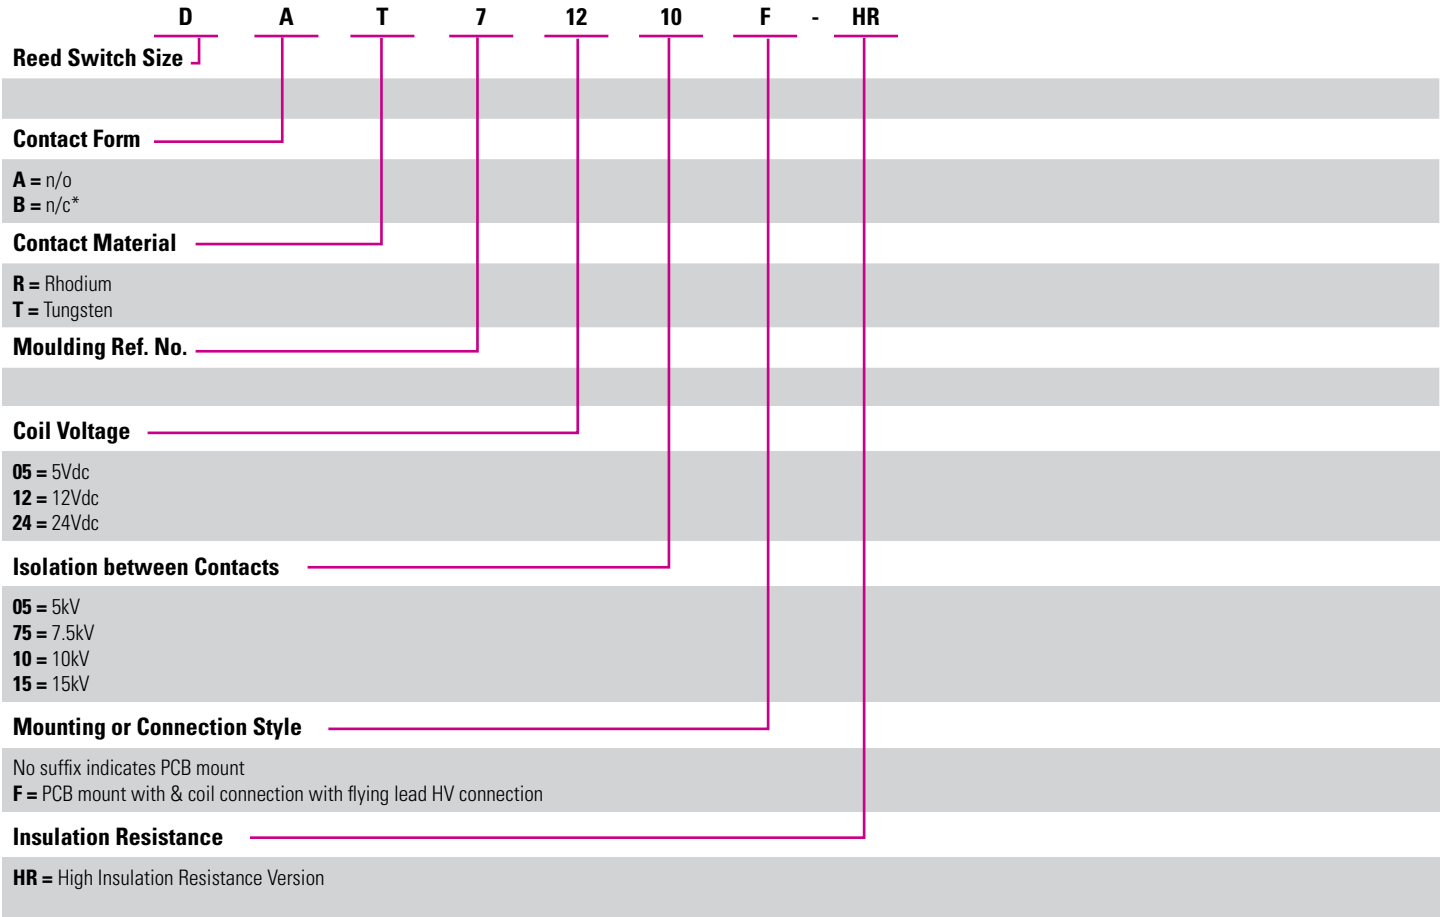 D A T 7 12 10 F - HR
Reed Switch Size
Contact Form
A = n/o
B = n/c*
Contact Material
R = Rhodium
T = Tungsten
Moulding Ref. No.
Coil Voltage
05 = 5Vdc
12 = 12Vdc
24 = 24Vdc
Isolation between Contacts
05 = 5kV
75 = 7.5kV
10 = 10kV
15 = 15kV
Mounting or Connection Style
No suffix indicates PCB mount
F = PCB mount with & coil connection with flying lead HV connection
Insulation Resistance
HR = High Insulation Resistance Version